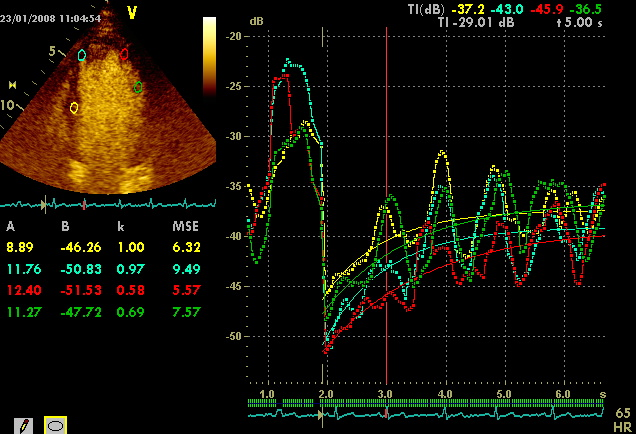 TI(dB) -37.2 -43.0 -45.9 -36.5
TI -29.01 dB t 5.00 s
23/01/2008 11:04:54
V
5
10
dB
-20
-25
-30
-35
-40
-45
-50
A B k MSE
8.89 -46.26 1.00 6.32
11.76 -50.83 0.97 9.49
12.40 -51.53 0.58 5.57
11.27 -47.72 0.69 7.57
1.0 2.0 3.0 4.0 5.0 6.0 s
65
HR